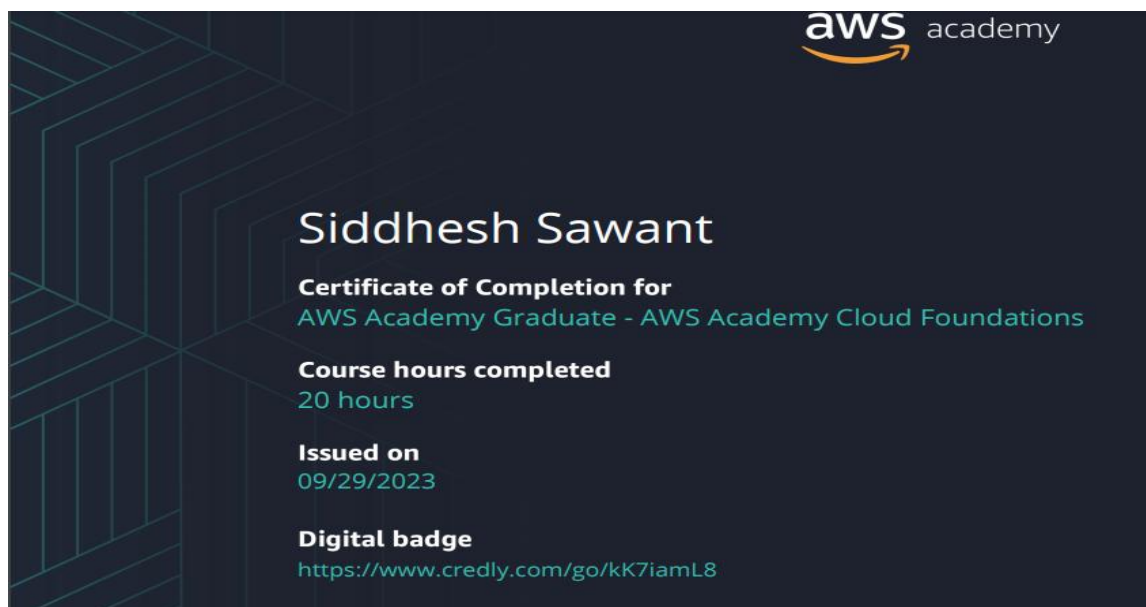 aws academy
Siddhesh Sawant
Certificate of Completion for
AWS Academy Graduate - AWS Academy Cloud Foundations
Course hours completed
20 hours
Issued on
09/29/2023
Digital badge
https://www.credly.com/go/kK7iamL8